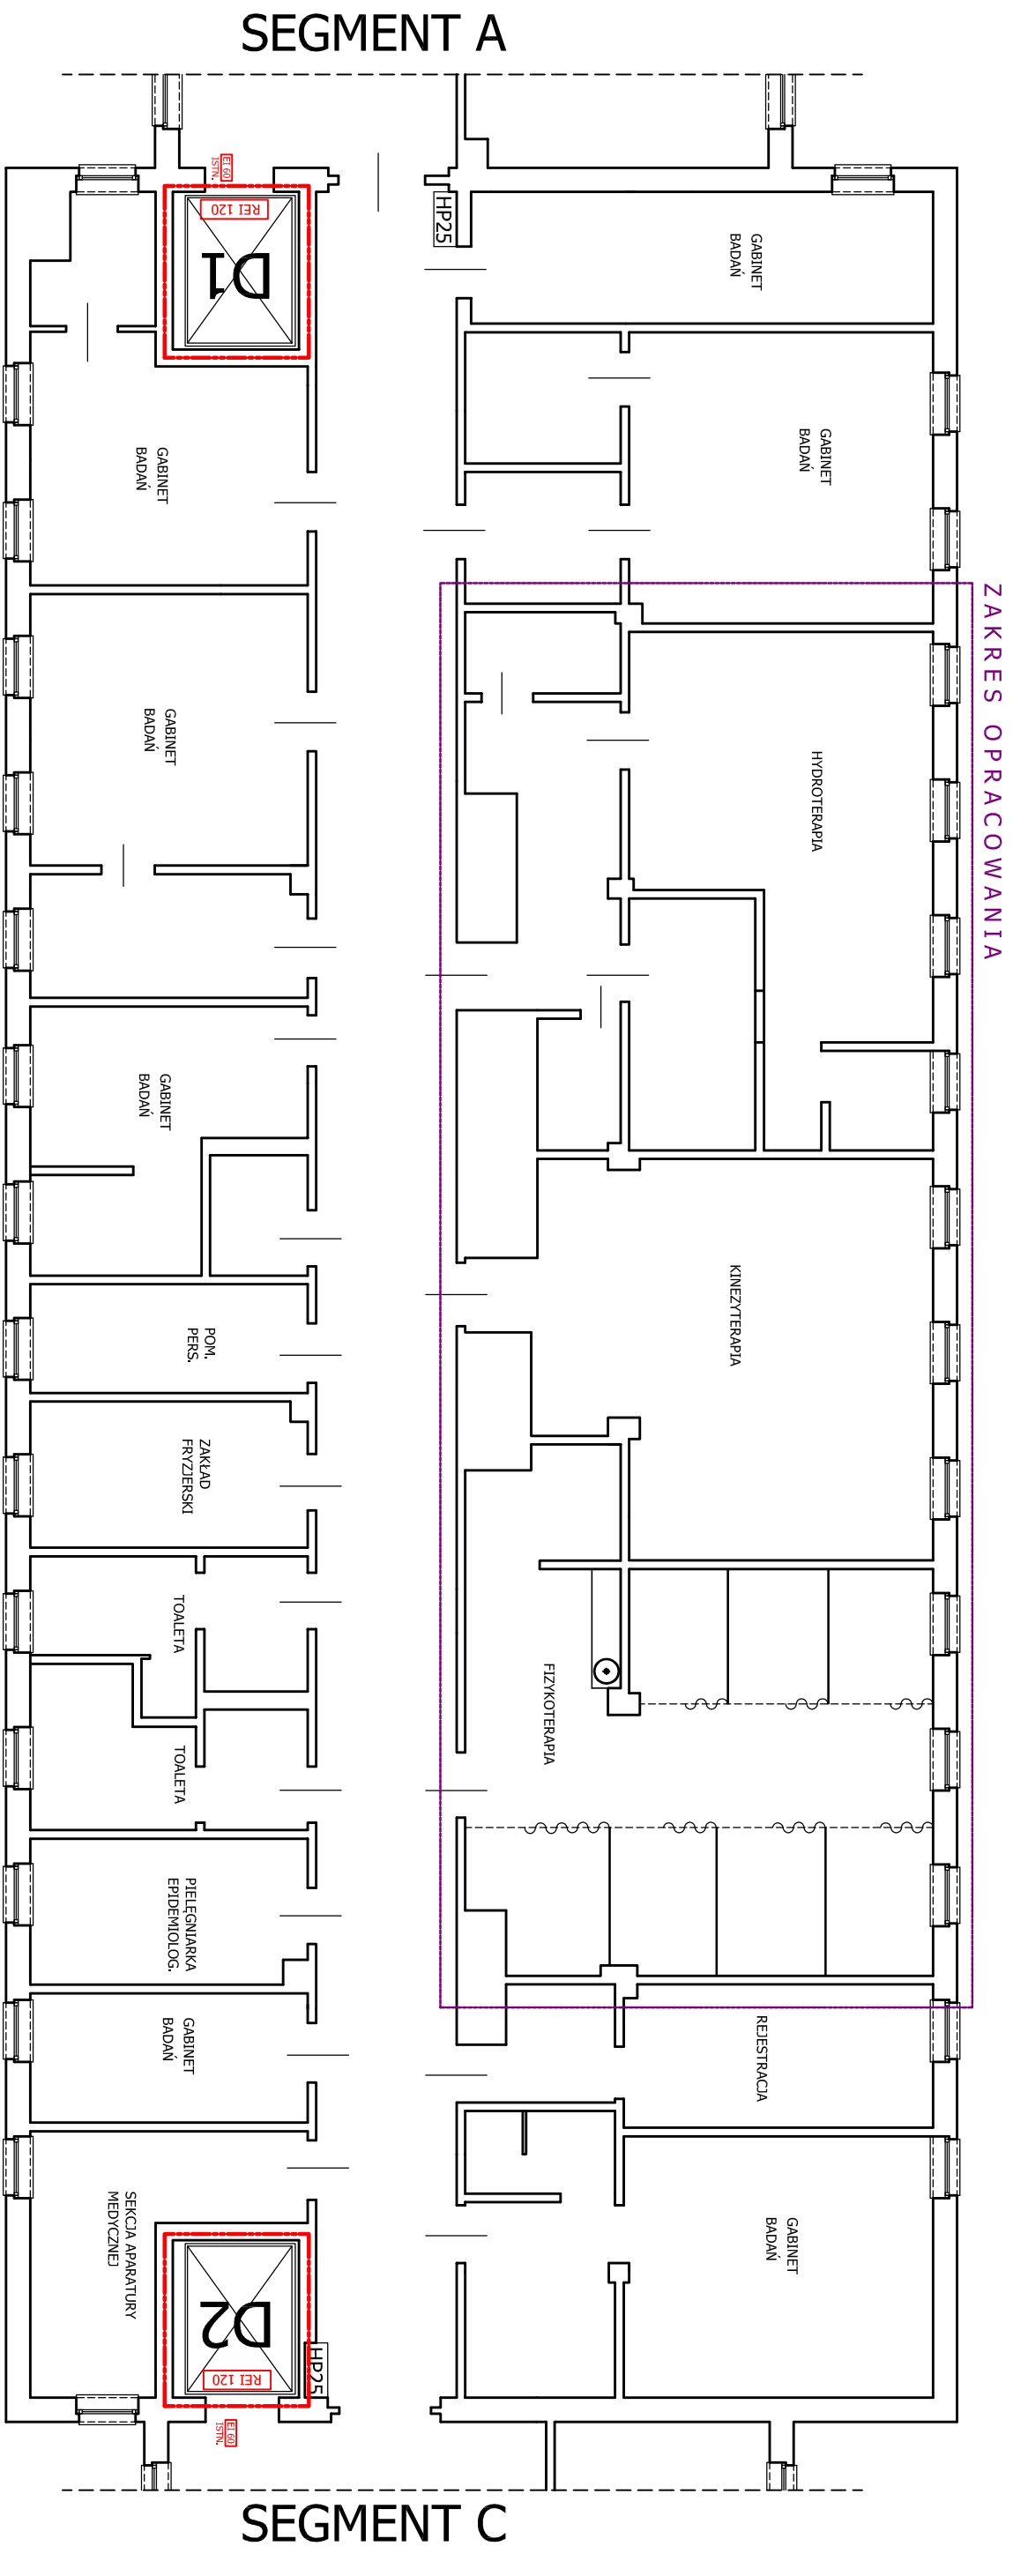 SEGMENT A
EI 60
ISTN.
REI 120
D1
HP25
GABINET
BADAŃ
GABINET
BADAŃ
GABINET
BADAŃ
ZAKRES OPRACOWANIA
GABINET
BADAŃ
HYDROTERAPIA
GABINET
BADAŃ
KINEZYTERAPIA
POM.
PERS.
ZAKŁAD
FRYZJERSKI
TOALETA
FIZYKOTERAPIA
TOALETA
PIELĘGNIARKA
EPIDEMIOLOG.
GABINET
BADAŃ
REJESTRACJA
SEKCJA APARATURY
MEDYCZNEJ
GABINET
BADAŃ
D2
HP25
REI 120
EI 60
ISTN.
SEGMENT C